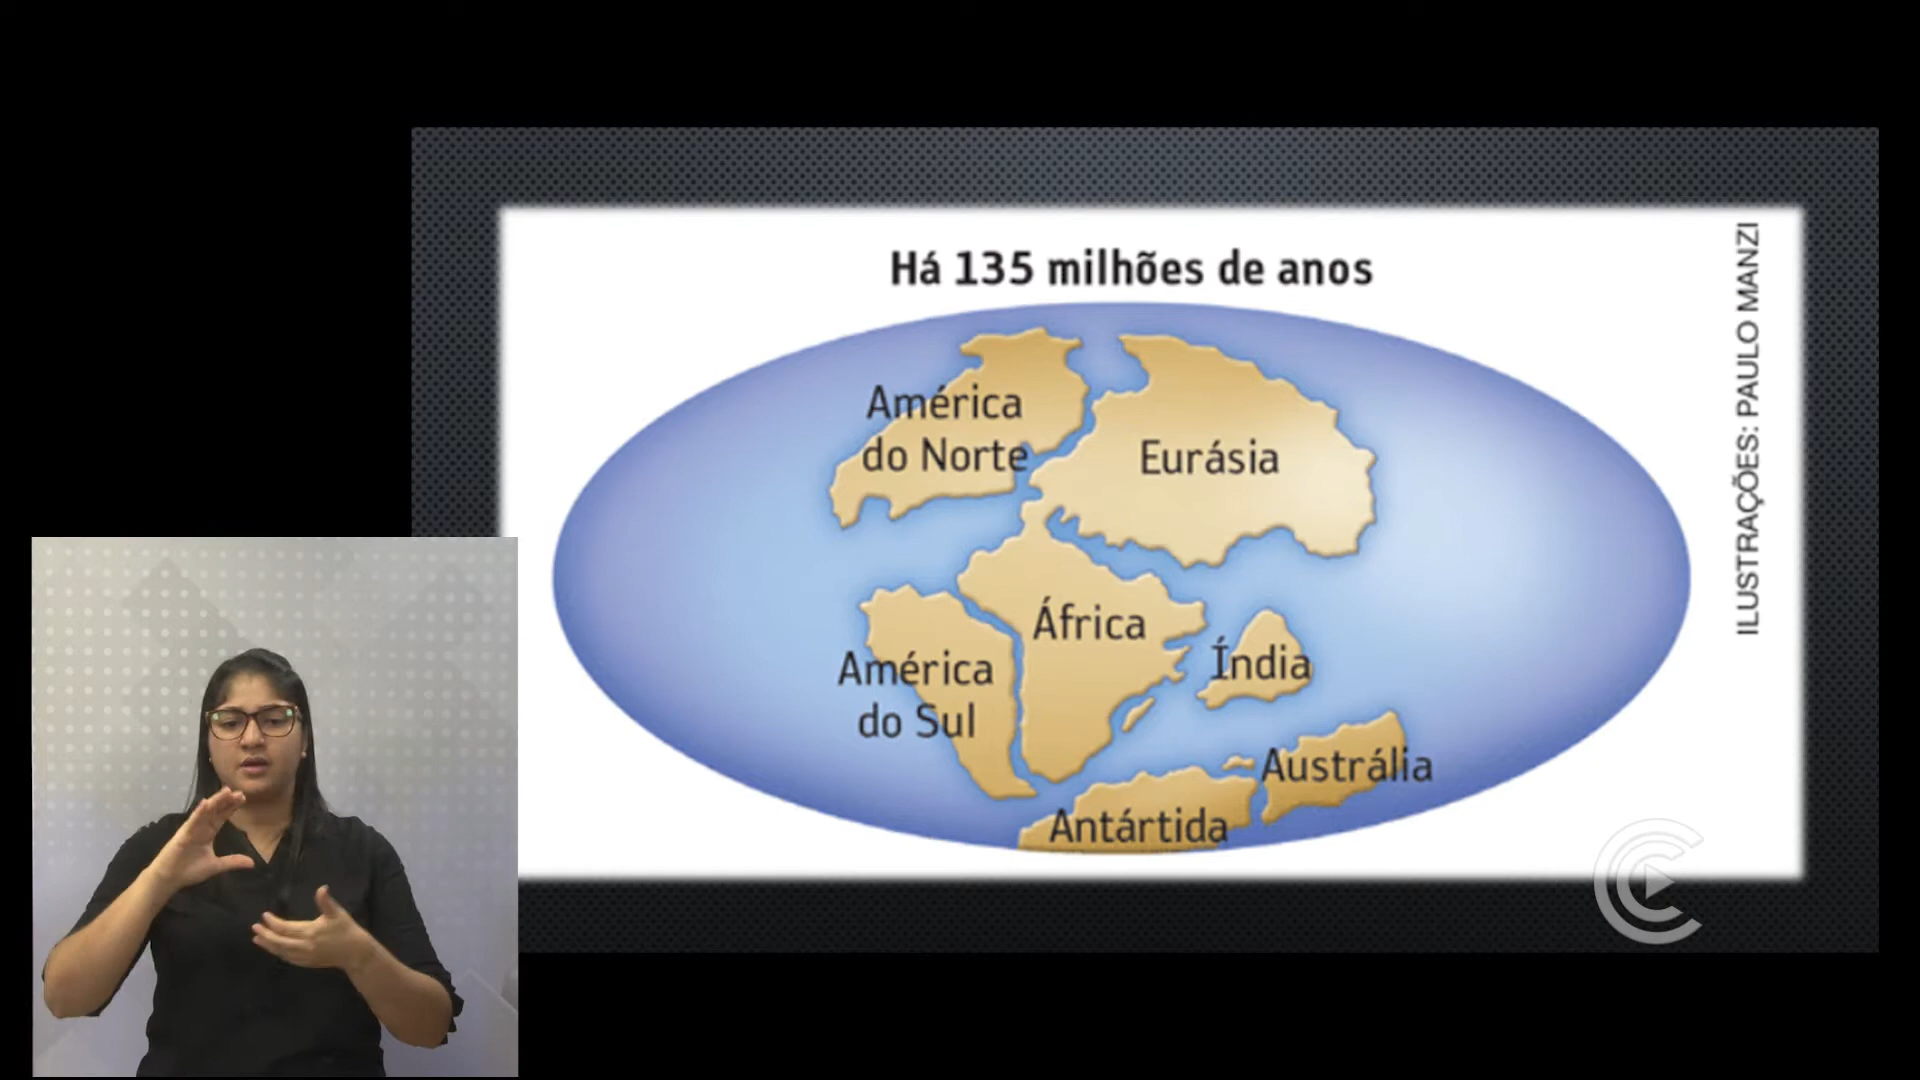 Há 135 milhões de anos
América
do Norte
Eurásia
África
América
do Sul
Índia
Austrália
Antártida
ILUSTRAÇÕES: PAULO MANZI